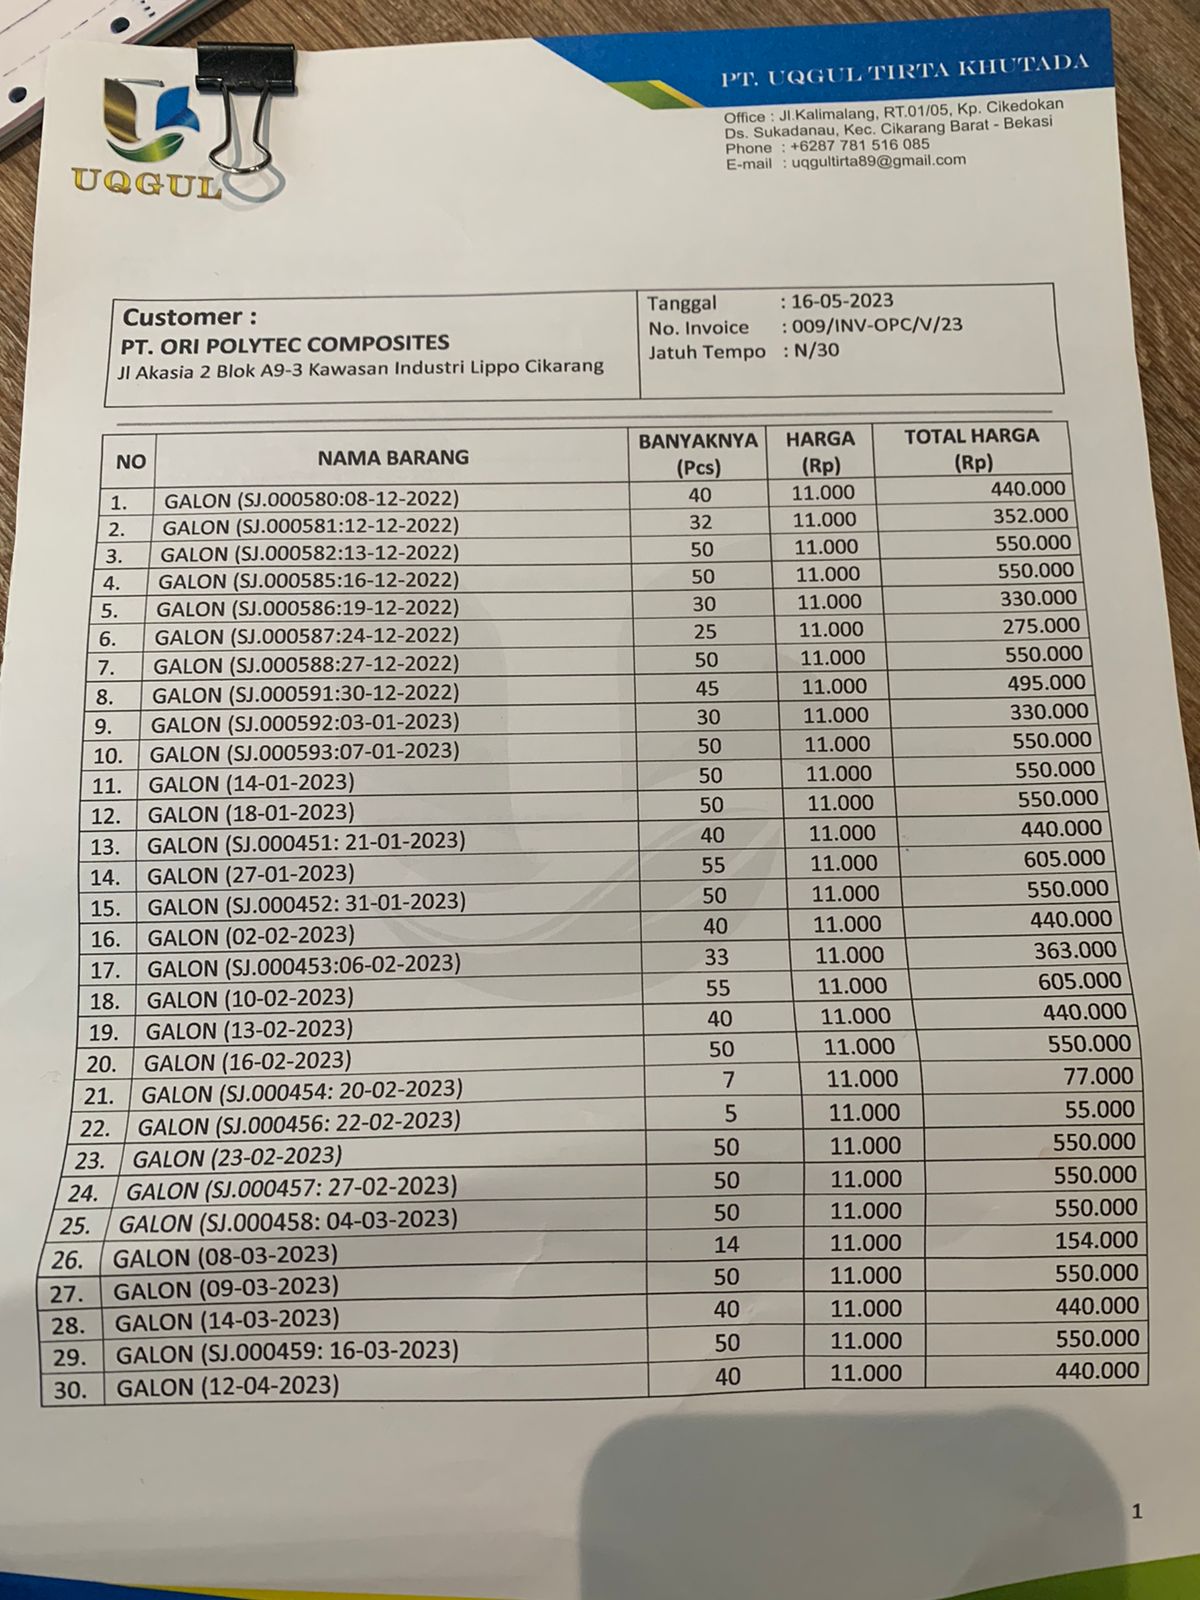 UQGUL
PT. UQGUL TIRTA KHUTADA
Office : Jl.Kalimalang, RT.01/05, Kp. Cikedokan
Ds. Sukadanau, Kec. Cikarang Barat - Bekasi
Phone : +6287 781 516 085
E-mail : uqgultirta89@gmail.com
Customer :
PT. ORI POLYTEC COMPOSITES
Jl Akasia 2 Blok A9-3 Kawasan Industri Lippo Cikarang
Tanggal : 16-05-2023
No. Invoice : 009/INV-OPC/V/23
Jatuh Tempo : N/30
NO NAMA BARANG BANYAKNYA (Pcs) HARGA (Rp) TOTAL HARGA (Rp)
1. GALON (SJ.000580:08-12-2022) 40 11.000 440.000
2. GALON (SJ.000581:12-12-2022) 32 11.000 352.000
3. GALON (SJ.000582:13-12-2022) 50 11.000 550.000
4. GALON (SJ.000585:16-12-2022) 50 11.000 550.000
5. GALON (SJ.000586:19-12-2022) 30 11.000 330.000
6. GALON (SJ.000587:24-12-2022) 25 11.000 275.000
7. GALON (SJ.000588:27-12-2022) 50 11.000 550.000
8. GALON (SJ.000591:30-12-2022) 45 11.000 495.000
9. GALON (SJ.000592:03-01-2023) 30 11.000 330.000
10. GALON (SJ.000593:07-01-2023) 50 11.000 550.000
11. GALON (14-01-2023) 50 11.000 550.000
12. GALON (18-01-2023) 50 11.000 550.000
13. GALON (SJ.000451: 21-01-2023) 40 11.000 440.000
14. GALON (27-01-2023) 55 11.000 605.000
15. GALON (SJ.000452: 31-01-2023) 50 11.000 550.000
16. GALON (02-02-2023) 40 11.000 440.000
17. GALON (SJ.000453:06-02-2023) 33 11.000 363.000
18. GALON (10-02-2023) 55 11.000 605.000
19. GALON (13-02-2023) 40 11.000 440.000
20. GALON (16-02-2023) 50 11.000 550.000
21. GALON (SJ.000454: 20-02-2023) 7 11.000 77.000
22. GALON (SJ.000456: 22-02-2023) 5 11.000 55.000
23. GALON (23-02-2023) 50 11.000 550.000
24. GALON (SJ.000457: 27-02-2023) 50 11.000 550.000
25. GALON (SJ.000458: 04-03-2023) 50 11.000 550.000
26. GALON (08-03-2023) 14 11.000 154.000
27. GALON (09-03-2023) 50 11.000 550.000
28. GALON (14-03-2023) 40 11.000 440.000
29. GALON (SJ.000459: 16-03-2023) 50 11.000 550.000
30. GALON (12-04-2023) 40 11.000 440.000
1